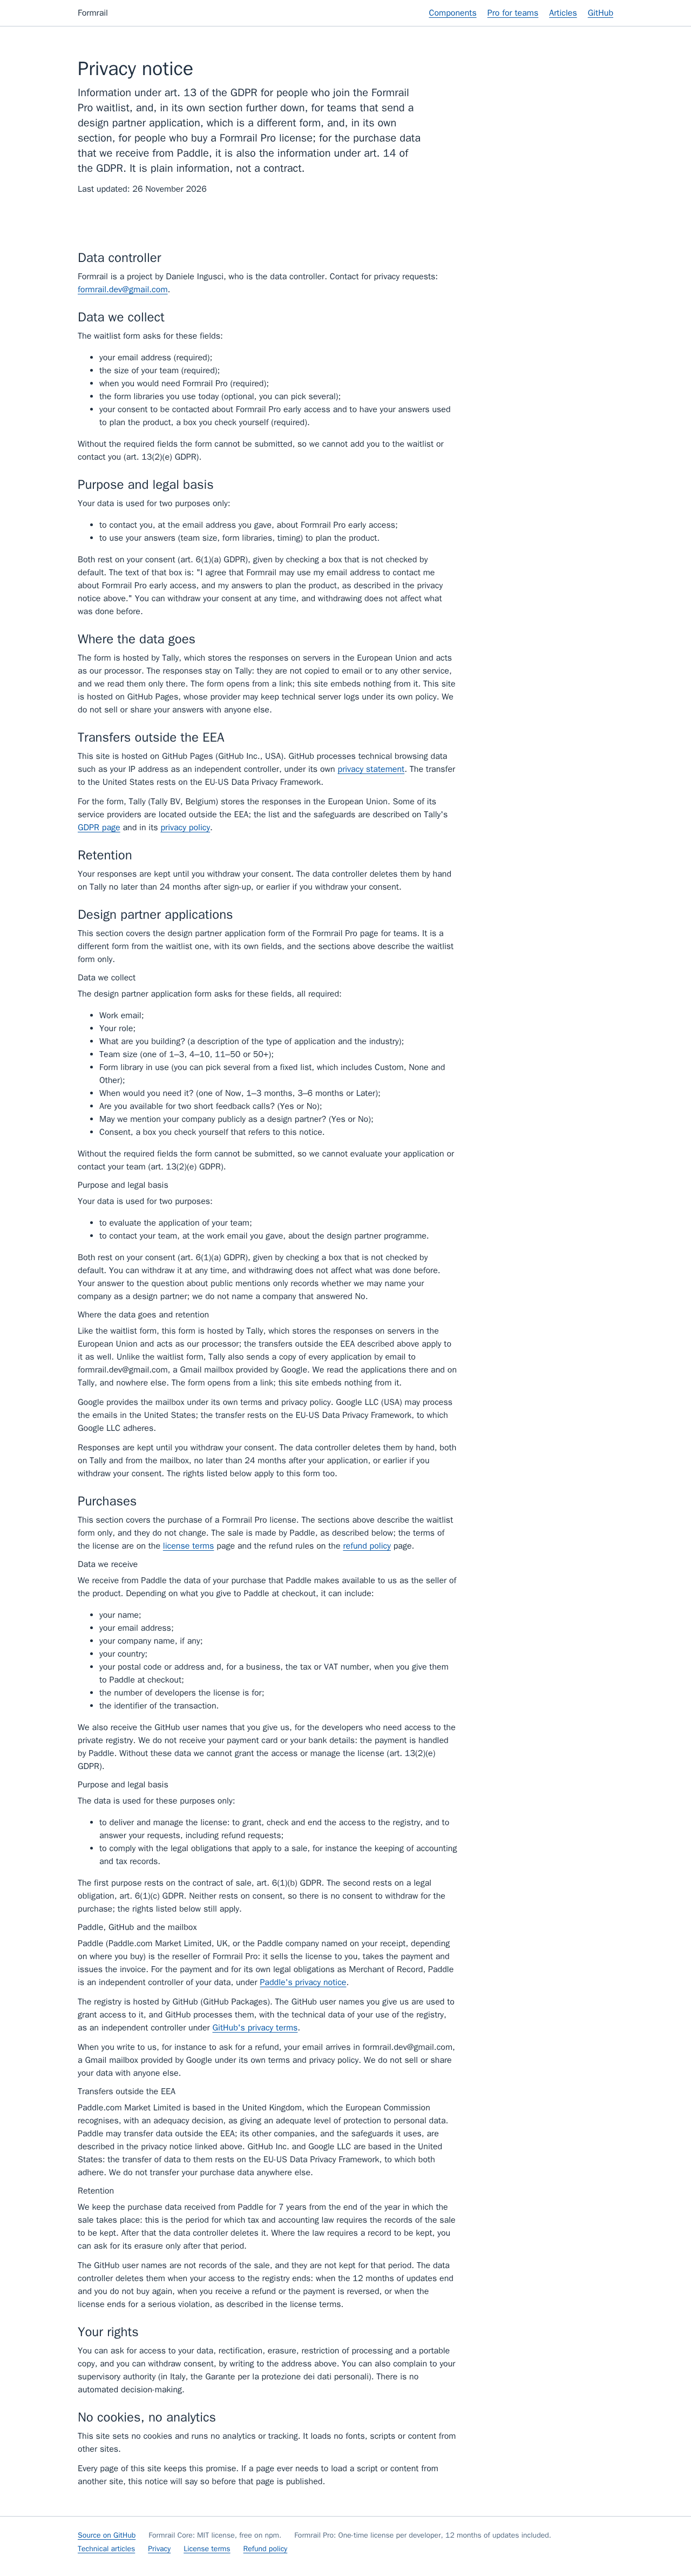 Formrail
Components Pro for teams Articles GitHub
Privacy notice
Information under art. 13 of the GDPR for people who join the Formrail
Pro waitlist, and, in its own section further down, for teams that send a
design partner application, which is a different form, and, in its own
section, for people who buy a Formrail Pro license; for the purchase data
that we receive from Paddle, it is also the information under art. 14 of
the GDPR. It is plain information, not a contract.
Last updated: 26 November 2026
Data controller
Formrail is a project by Daniele Ingusci, who is the data controller. Contact for privacy requests:
formrail.dev@gmail.com.
Data we collect
The waitlist form asks for these fields:
• your email address (required);
• the size of your team (required);
• when you would need Formrail Pro (required);
• the form libraries you use today (optional, you can pick several);
• your consent to be contacted about Formrail Pro early access and to have your answers used
to plan the product, a box you check yourself (required).
Without the required fields the form cannot be submitted, so we cannot add you to the waitlist or
contact you (art. 13(2)(e) GDPR).
Purpose and legal basis
Your data is used for two purposes only:
• to contact you, at the email address you gave, about Formrail Pro early access;
• to use your answers (team size, form libraries, timing) to plan the product.
Both rest on your consent (art. 6(1)(a) GDPR), given by checking a box that is not checked by
default. The text of that box is: "I agree that Formrail may use my email address to contact me
about Formrail Pro early access, and my answers to plan the product, as described in the privacy
notice above." You can withdraw your consent at any time, and withdrawing does not affect what
was done before.
Where the data goes
The form is hosted by Tally, which stores the responses on servers in the European Union and acts
as our processor. The responses stay on Tally: they are not copied to email or to any other service,
and we read them only there. The form opens from a link; this site embeds nothing from it. This site
is hosted on GitHub Pages, whose provider may keep technical server logs under its own policy. We
do not sell or share your answers with anyone else.
Transfers outside the EEA
This site is hosted on GitHub Pages (GitHub Inc., USA). GitHub processes technical browsing data
such as your IP address as an independent controller, under its own privacy statement. The transfer
to the United States rests on the EU-US Data Privacy Framework.
For the form, Tally (Tally BV, Belgium) stores the responses in the European Union. Some of its
service providers are located outside the EEA; the list and the safeguards are described on Tally's
GDPR page and in its privacy policy.
Retention
Your responses are kept until you withdraw your consent. The data controller deletes them by hand
on Tally no later than 24 months after sign-up, or earlier if you withdraw your consent.
Design partner applications
This section covers the design partner application form of the Formrail Pro page for teams. It is a
different form from the waitlist one, with its own fields, and the sections above describe the waitlist
form only.
Data we collect
The design partner application form asks for these fields, all required:
• Work email;
• Your role;
• What are you building? (a description of the type of application and the industry);
• Team size (one of 1–3, 4–10, 11–50 or 50+);
• Form library in use (you can pick several from a fixed list, which includes Custom, None and
Other);
• When would you need it? (one of Now, 1–3 months, 3–6 months or Later);
• Are you available for two short feedback calls? (Yes or No);
• May we mention your company publicly as a design partner? (Yes or No);
• Consent, a box you check yourself that refers to this notice.
Without the required fields the form cannot be submitted, so we cannot evaluate your application or
contact your team (art. 13(2)(e) GDPR).
Purpose and legal basis
Your data is used for two purposes:
• to evaluate the application of your team;
• to contact your team, at the work email you gave, about the design partner programme.
Both rest on your consent (art. 6(1)(a) GDPR), given by checking a box that is not checked by
default. You can withdraw it at any time, and withdrawing does not affect what was done before.
Your answer to the question about public mentions only records whether we may name your
company as a design partner; we do not name a company that answered No.
Where the data goes and retention
Like the waitlist form, this form is hosted by Tally, which stores the responses on servers in the
European Union and acts as our processor; the transfers outside the EEA described above apply to
it as well. Unlike the waitlist form, Tally also sends a copy of every application by email to
formrail.dev@gmail.com, a Gmail mailbox provided by Google. We read the applications there and on
Tally, and nowhere else. The form opens from a link; this site embeds nothing from it.
Google provides the mailbox under its own terms and privacy policy. Google LLC (USA) may process
the emails in the United States; the transfer rests on the EU-US Data Privacy Framework, to which
Google LLC adheres.
Responses are kept until you withdraw your consent. The data controller deletes them by hand, both
on Tally and from the mailbox, no later than 24 months after your application, or earlier if you
withdraw your consent. The rights listed below apply to this form too.
Purchases
This section covers the purchase of a Formrail Pro license. The sections above describe the waitlist
form only, and they do not change. The sale is made by Paddle, as described below; the terms of
the license are on the license terms page and the refund rules on the refund policy page.
Data we receive
We receive from Paddle the data of your purchase that Paddle makes available to us as the seller of
the product. Depending on what you give to Paddle at checkout, it can include:
• your name;
• your email address;
• your company name, if any;
• your country;
• your postal code or address and, for a business, the tax or VAT number, when you give them
to Paddle at checkout;
• the number of developers the license is for;
• the identifier of the transaction.
We also receive the GitHub user names that you give us, for the developers who need access to the
private registry. We do not receive your payment card or your bank details: the payment is handled
by Paddle. Without these data we cannot grant the access or manage the license (art. 13(2)(e)
GDPR).
Purpose and legal basis
The data is used for these purposes only:
• to deliver and manage the license: to grant, check and end the access to the registry, and to
answer your requests, including refund requests;
• to comply with the legal obligations that apply to a sale, for instance the keeping of accounting
and tax records.
The first purpose rests on the contract of sale, art. 6(1)(b) GDPR. The second rests on a legal
obligation, art. 6(1)(c) GDPR. Neither rests on consent, so there is no consent to withdraw for the
purchase; the rights listed below still apply.
Paddle, GitHub and the mailbox
Paddle (Paddle.com Market Limited, UK, or the Paddle company named on your receipt, depending
on where you buy) is the reseller of Formrail Pro: it sells the license to you, takes the payment and
issues the invoice. For the payment and for its own legal obligations as Merchant of Record, Paddle
is an independent controller of your data, under Paddle's privacy notice.
The registry is hosted by GitHub (GitHub Packages). The GitHub user names you give us are used to
grant access to it, and GitHub processes them, with the technical data of your use of the registry,
as an independent controller under GitHub's privacy terms.
When you write to us, for instance to ask for a refund, your email arrives in formrail.dev@gmail.com,
a Gmail mailbox provided by Google under its own terms and privacy policy. We do not sell or share
your data with anyone else.
Transfers outside the EEA
Paddle.com Market Limited is based in the United Kingdom, which the European Commission
recognises, with an adequacy decision, as giving an adequate level of protection to personal data.
Paddle may transfer data outside the EEA; its other companies, and the safeguards it uses, are
described in the privacy notice linked above. GitHub Inc. and Google LLC are based in the United
States: the transfer of data to them rests on the EU-US Data Privacy Framework, to which both
adhere. We do not transfer your purchase data anywhere else.
Retention
We keep the purchase data received from Paddle for 7 years from the end of the year in which the
sale takes place: this is the period for which tax and accounting law requires the records of the sale
to be kept. After that the data controller deletes it. Where the law requires a record to be kept, you
can ask for its erasure only after that period.
The GitHub user names are not records of the sale, and they are not kept for that period. The data
controller deletes them when your access to the registry ends: when the 12 months of updates end
and you do not buy again, when you receive a refund or the payment is reversed, or when the
license ends for a serious violation, as described in the license terms.
Your rights
You can ask for access to your data, rectification, erasure, restriction of processing and a portable
copy, and you can withdraw consent, by writing to the address above. You can also complain to your
supervisory authority (in Italy, the Garante per la protezione dei dati personali). There is no
automated decision-making.
No cookies, no analytics
This site sets no cookies and runs no analytics or tracking. It loads no fonts, scripts or content from
other sites.
Every page of this site keeps this promise. If a page ever needs to load a script or content from
another site, this notice will say so before that page is published.
Source on GitHub Formrail Core: MIT license, free on npm. Formrail Pro: One-time license per developer, 12 months of updates included.
Technical articles Privacy License terms Refund policy